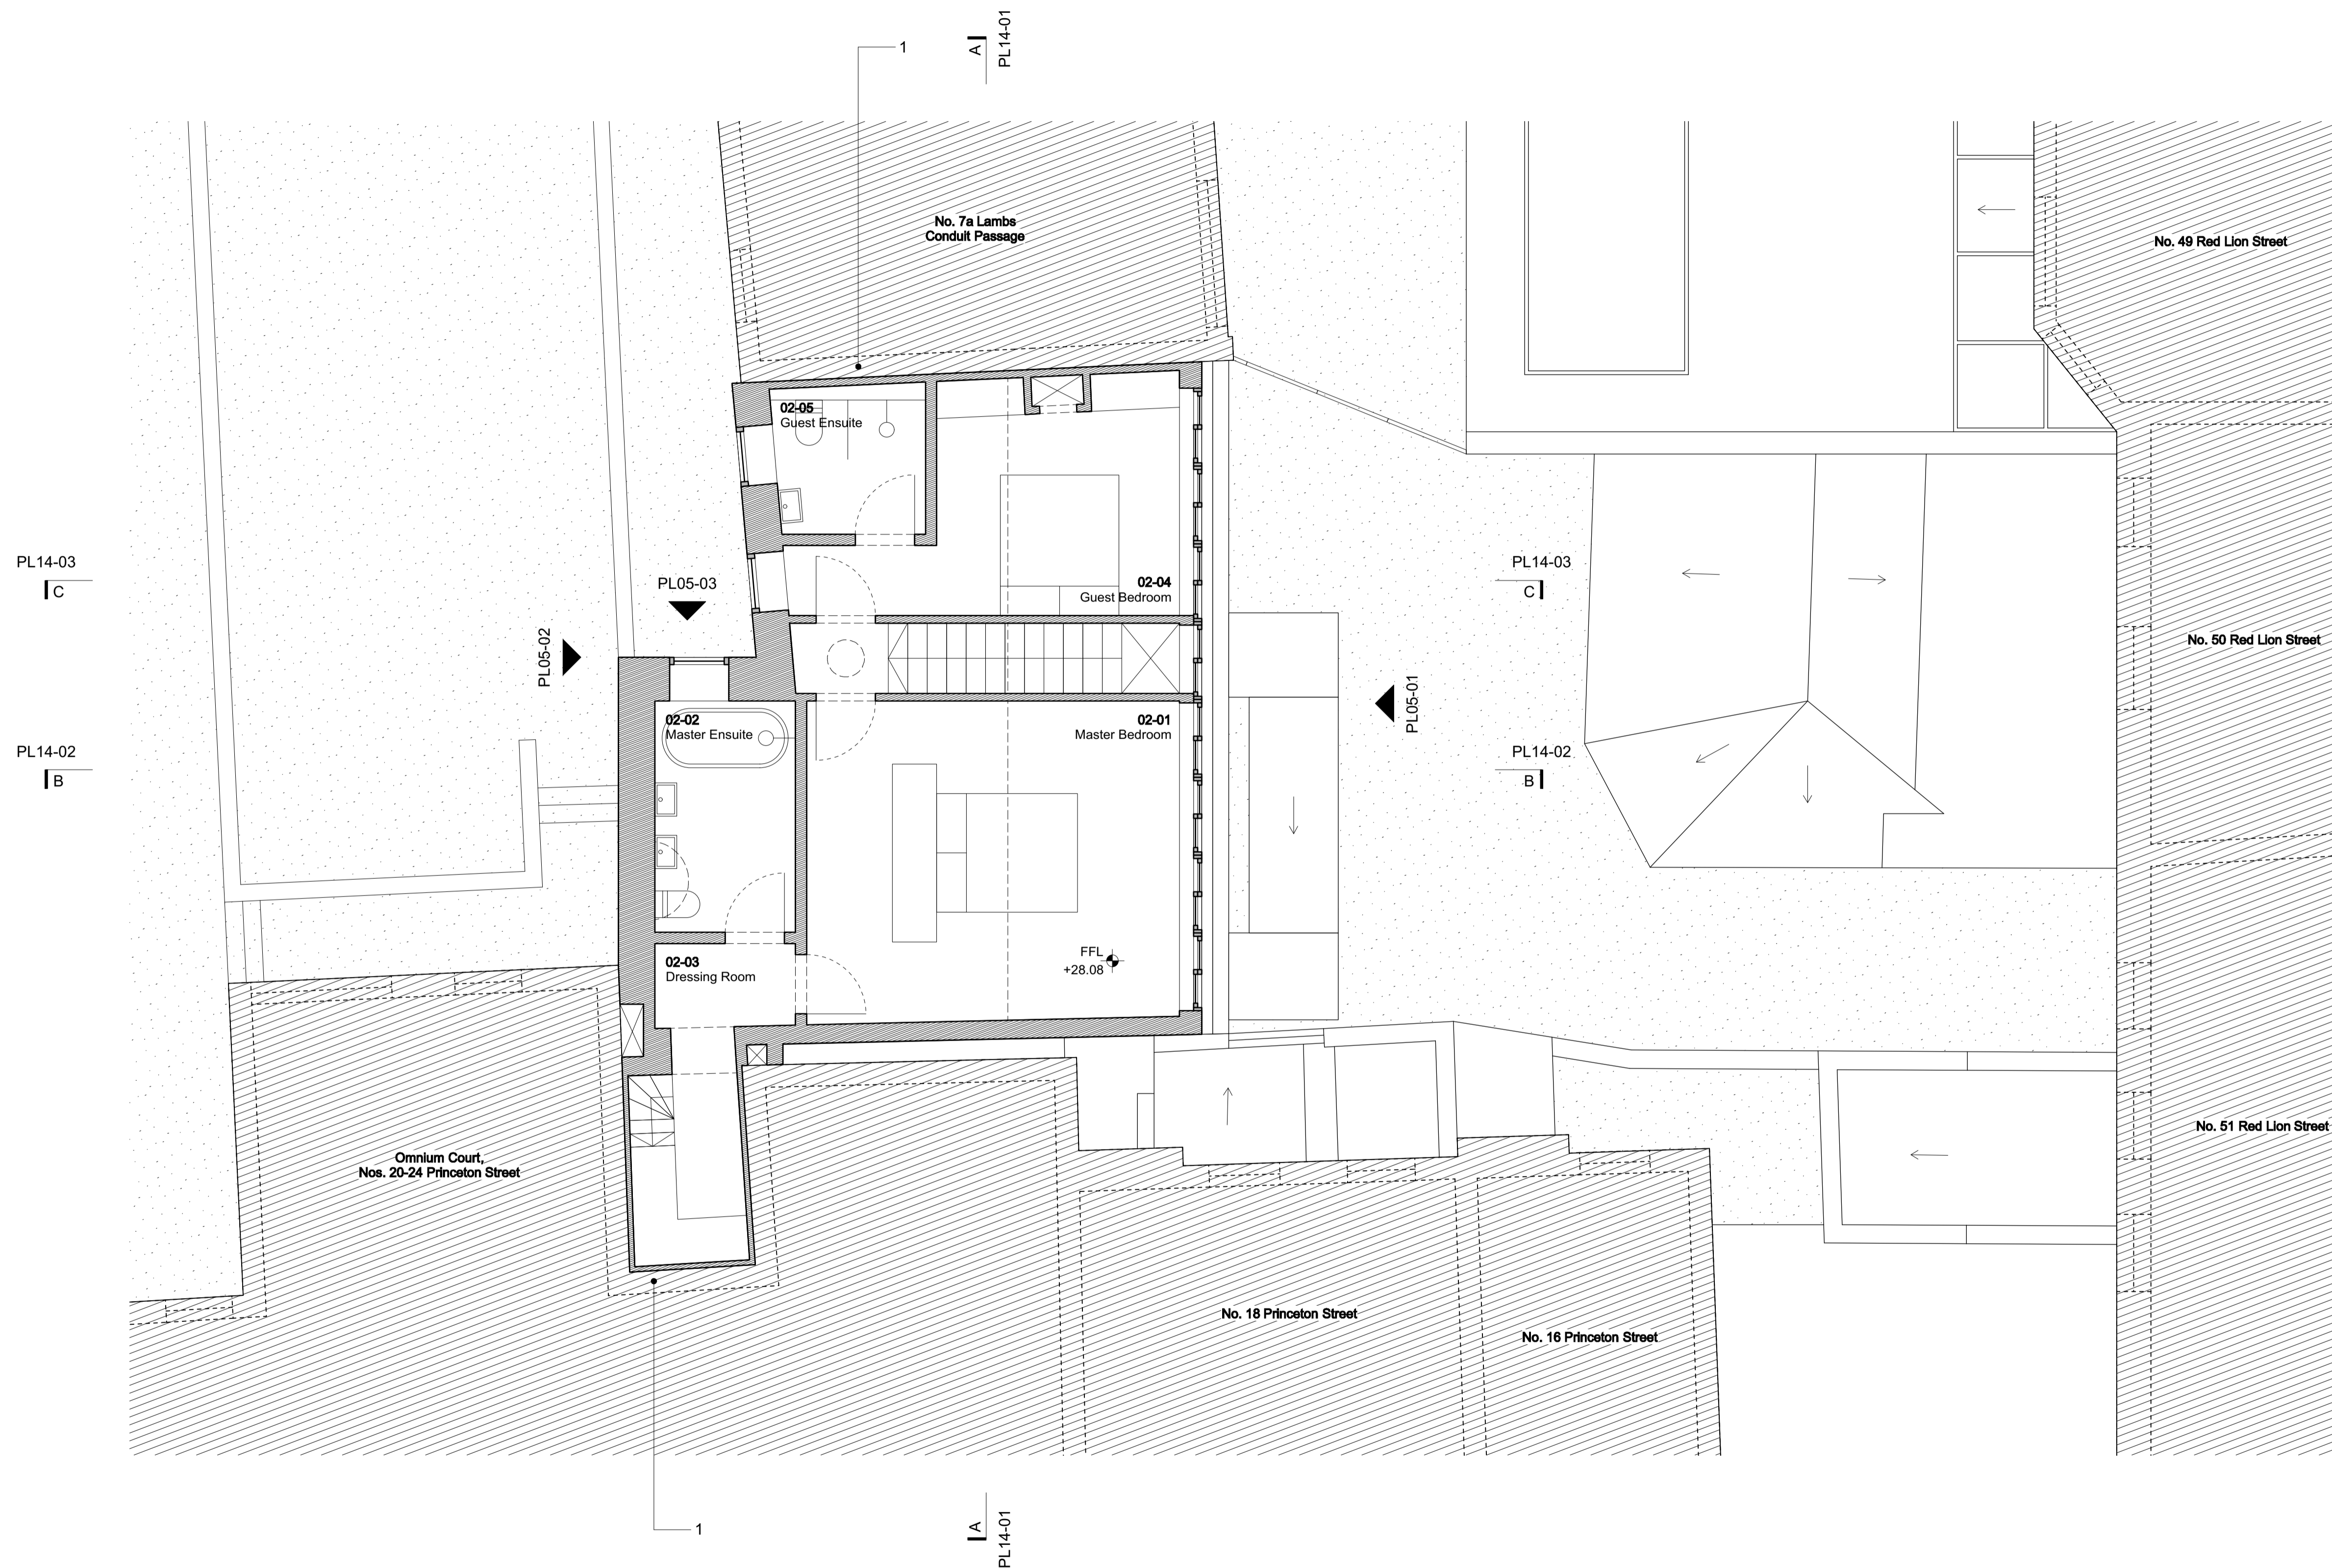 1
A
PL14-01
No. 7a Lambs
Conduit Passage
No. 49 Red Lion Street
02-05
Guest Ensuite
PL14-03
C
PL05-03
02-04
Guest Bedroom
PL14-03
C
PL05-02
No. 50 Red Lion Street
PL05-01
02-02
Master Ensuite
02-01
Master Bedroom
PL14-02
B
PL14-02
B
FFL
+28.08
02-03
Dressing Room
No. 51 Red Lion Street
Omnium Court,
Nos. 20-24 Princeton Street
No. 18 Princeton Street
No. 16 Princeton Street
1
A
PL14-01